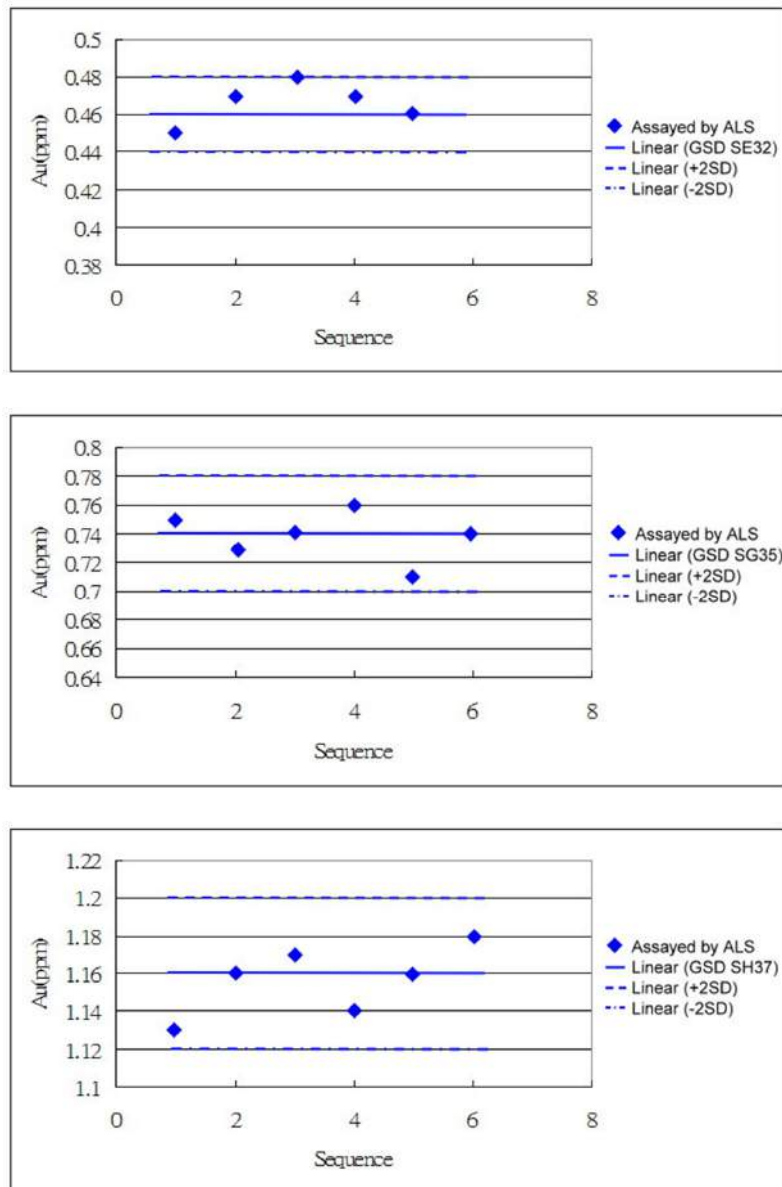 0.5
0.48
0.46
0.44
0.42
0.4
0.38
Au(ppm)
0 2 4 6 8
Sequence
Assayed by ALS
Linear (GSD SE32)
Linear (+2SD)
Linear (-2SD)
0.8
0.78
0.76
0.74
0.72
0.7
0.68
0.66
0.64
Au(ppm)
0 2 4 6 8
Sequence
Assayed by ALS
Linear (GSD SG35)
Linear (+2SD)
Linear (-2SD)
1.22
1.2
1.18
1.16
1.14
1.12
1.1
Au(ppm)
0 2 4 6 8
Sequence
Assayed by ALS
Linear (GSD SH37)
Linear (+2SD)
Linear (-2SD)